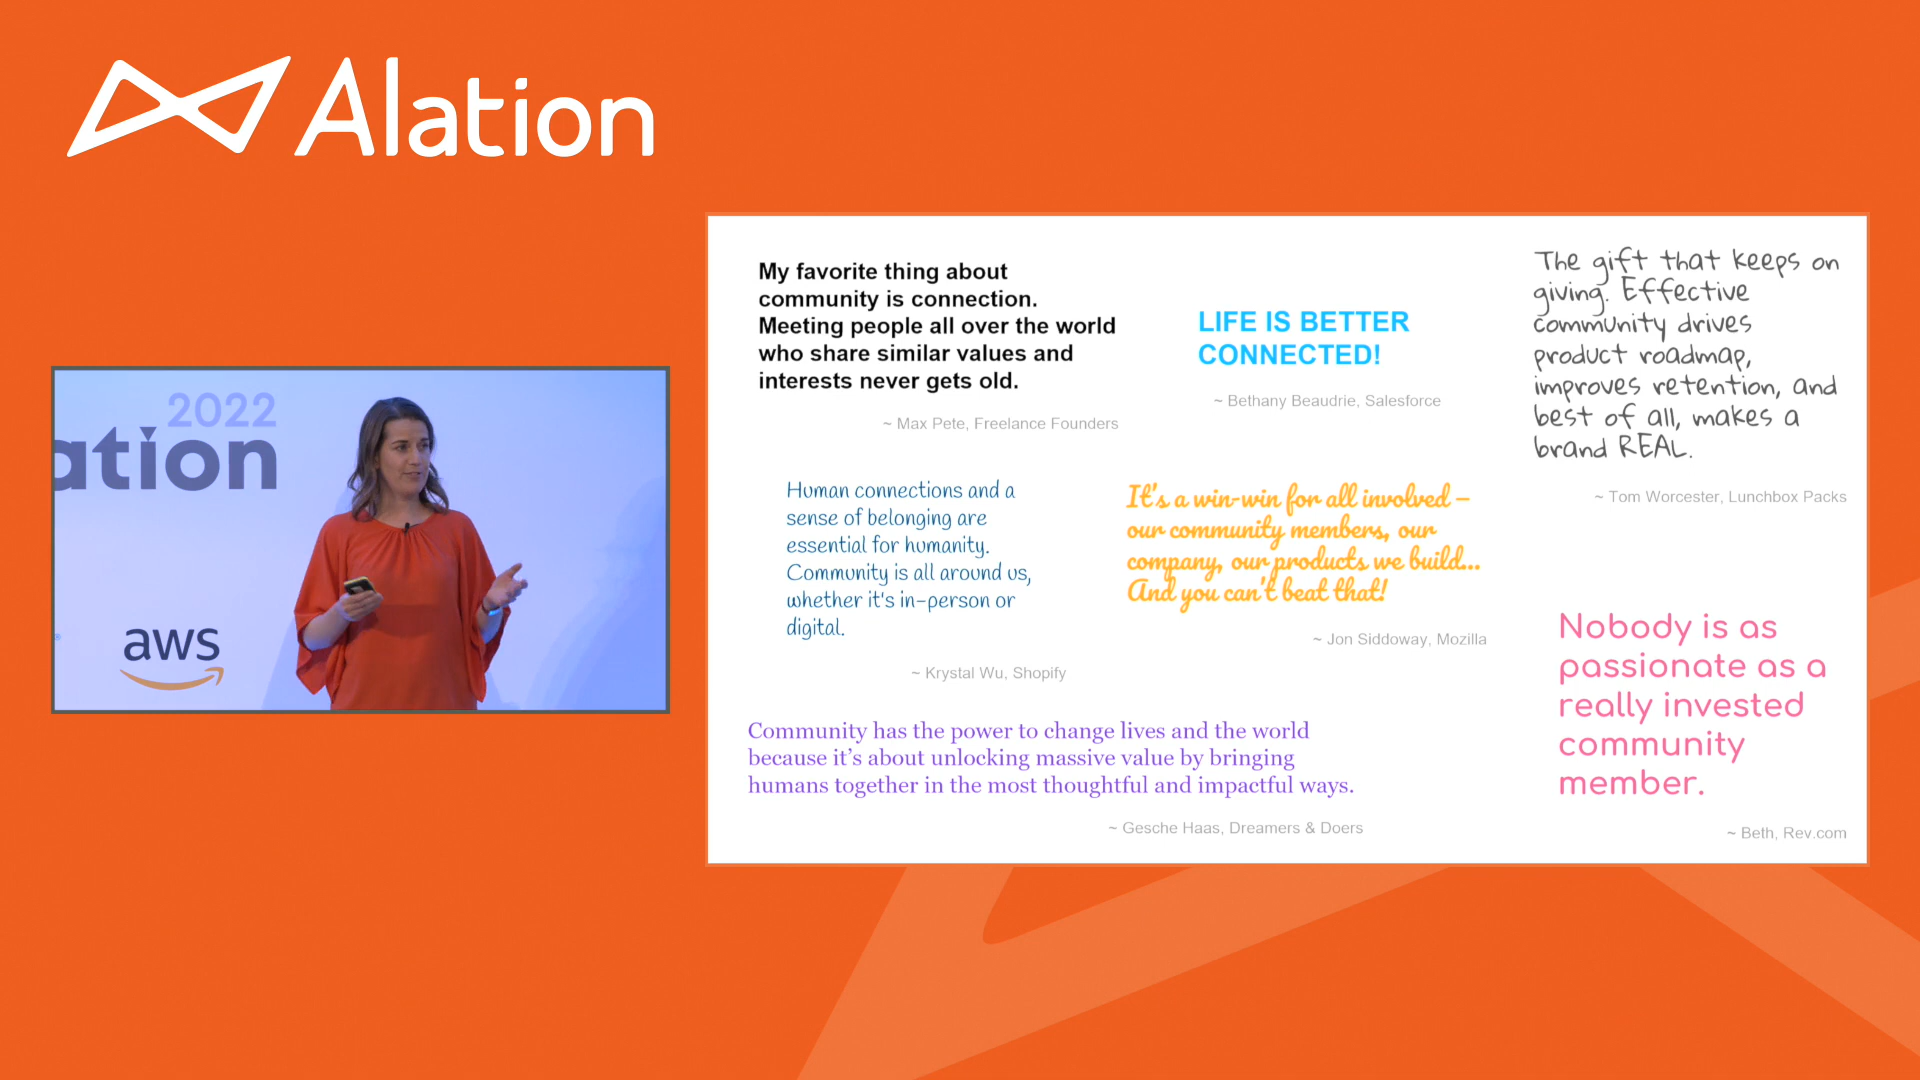 Alation
2022
ation
aws
My favorite thing about
community is connection.
Meeting people all over the world
who share similar values and
interests never gets old.
~ Max Pete, Freelance Founders
LIFE IS BETTER
CONNECTED!
~ Bethany Beaudrie, Salesforce
The gift that keeps on
giving. Effective
community drives
product roadmap,
improves retention, and
best of all, makes a
brand REAL.
~ Tom Worcester, Lunchbox Packs
Human connections and a
sense of belonging are
essential for humanity.
Community is all around us,
whether it's in-person or
digital.
~ Krystal Wu, Shopify
It's a win-win for all involved –
our community members, our
company, our products we build...
And you can't beat that!
~ Jon Siddoway, Mozilla
Nobody is as
passionate as a
really invested
community
member.
~ Beth, Rev.com
Community has the power to change lives and the world
because it’s about unlocking massive value by bringing
humans together in the most thoughtful and impactful ways.
~ Gesche Haas, Dreamers & Doers